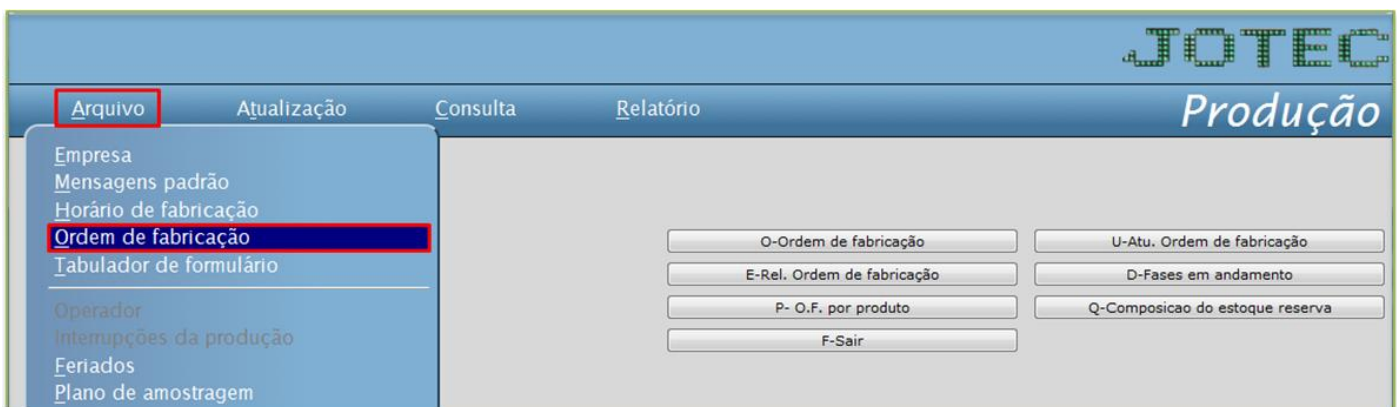 JOTEC
Arquivo Atualização Consulta Relatório Produção
Empresa
Mensagens padrão
Horário de fabricação
Ordem de fabricação
Tabulador de formulário
Operador
Interrupções da produção
Feriados
Plano de amostragem
O-Ordem de fabricação U-Atu. Ordem de fabricação
E-Rel. Ordem de fabricação D-Fases em andamento
P- O.F. por produto Q-Composicao do estoque reserva
F-Sair